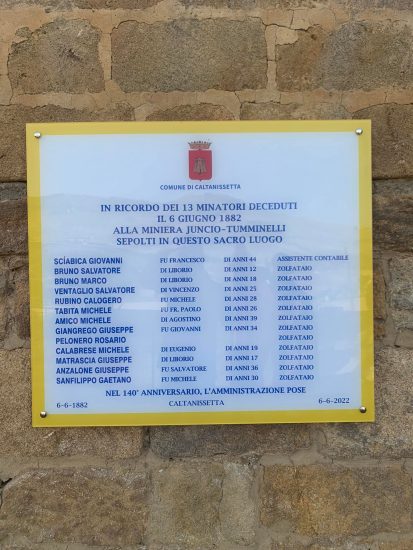 COMUNE DI CALTANISSETTA
IN RICORDO DEI 13 MINATORI DECEDUTI
IL 6 GIUGNO 1882
ALLA MINIERA JUNCIO-TUMMINELLI
SEPOLTI IN QUESTO SACRO LUOGO
SCIABICA GIOVANNI FU FRANCESCO DI ANNI 44 ASSISTENTE CONTABILE
BRUNO SALVATORE DI LIBORIO DI ANNI 12 ZOLFATAIO
BRUNO MARCO DI LIBORIO DI ANNI 18 ZOLFATAIO
VENTAGLIO SALVATORE DI VINCENZO DI ANNI 25 ZOLFATAIO
RUBINO CALOGERO FU MICHELE DI ANNI 28 ZOLFATAIO
TABITA MICHELE FU FR. PAOLO DI ANNI 26 ZOLFATAIO
AMICO MICHELE DI AGOSTINO DI ANNI 39 ZOLFATAIO
GIANGREGO GIUSEPPE FU GIOVANNI DI ANNI 34 ZOLFATAIO
PELONERO ROSARIO ZOLFATAIO
CALABRESE MICHELE DI EUGENIO DI ANNI 19 ZOLFATAIO
MATRASCIA GIUSEPPE DI LIBORIO DI ANNI 17 ZOLFATAIO
ANZALONE GIUSEPPE FU SALVATORE DI ANNI 36 ZOLFATAIO
SANFILIPPO GAETANO FU MICHELE DI ANNI 30 ZOLFATAIO
NEL 140° ANNIVERSARIO, L'AMMINISTRAZIONE POSE
6-6-1882 CALTANISSETTA 6-6-2022